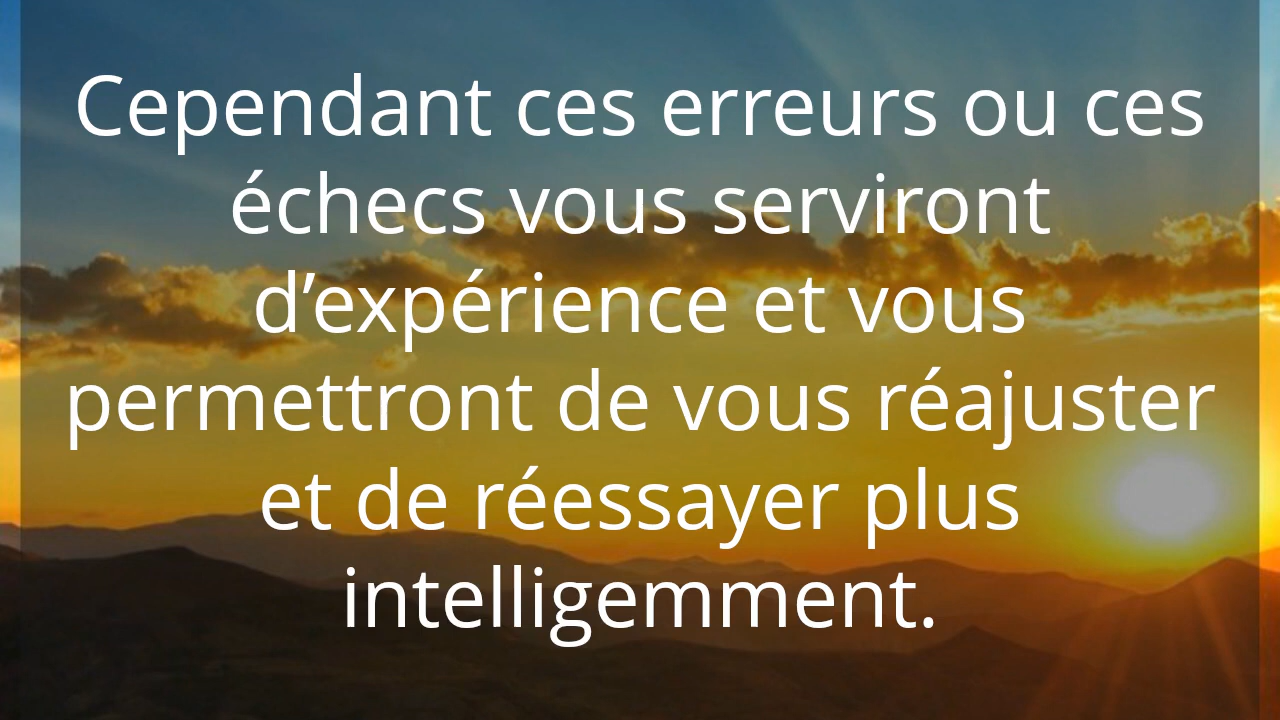 Cependant ces erreurs ou ces
échecs vous serviront
d’expérience et vous
permettront de vous réajuster
et de réessayer plus
intelligemment.